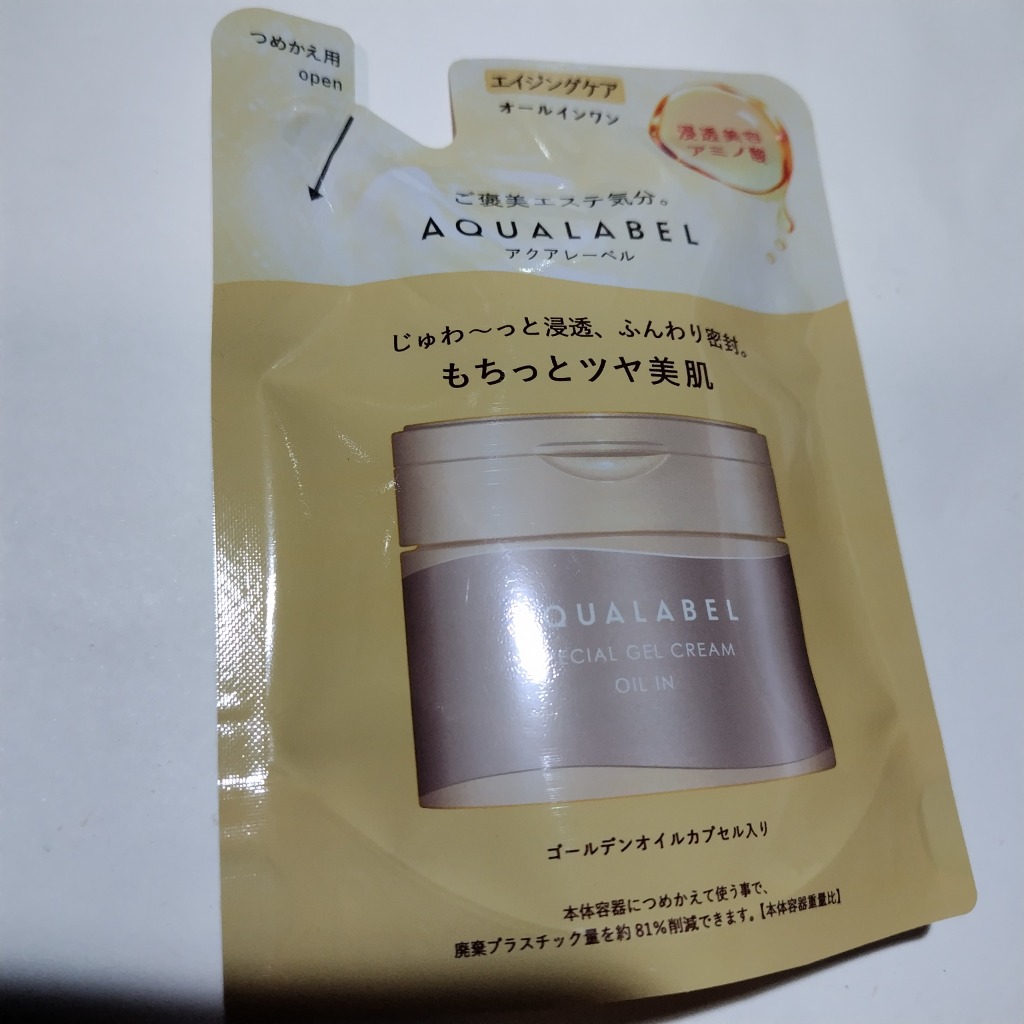 つめかえ用
open
エイジングケア
オールインワン
浸透美容
アミノ酸
ご褒美エステ気分。
AQUALABEL
アクアレーベル
じゅわ〜っと浸透、ふんわり密封。
もちっとツヤ美肌
QUALABEL
ECIAL GEL CREAM
OIL IN
ゴールデンオイルカプセル入り
本体容器につめかえて使う事で、
廃棄プラスチック量を約81%削減できます。【本体容器重量比】